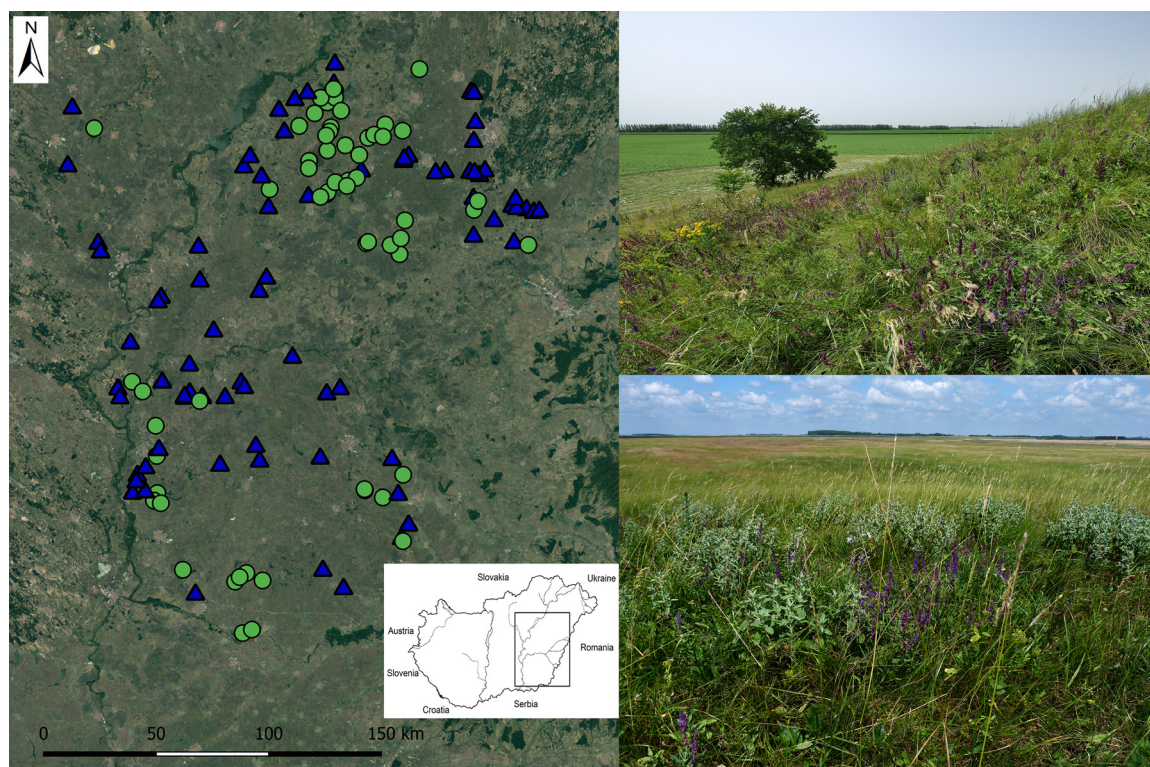 N
Slovakia
Ukraine
Austria
Romania
Slovenia
Croatia
Serbia
0 50 100 150 km